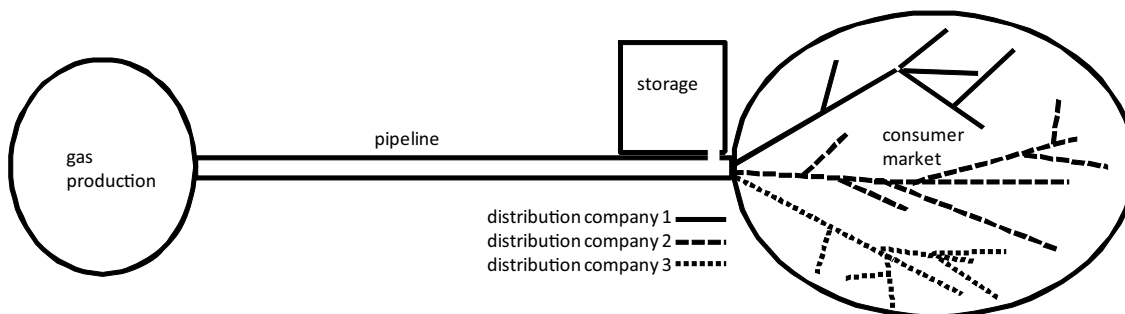 gas
production
pipeline
storage
consumer
market
distribution company 1
distribution company 2
distribution company 3